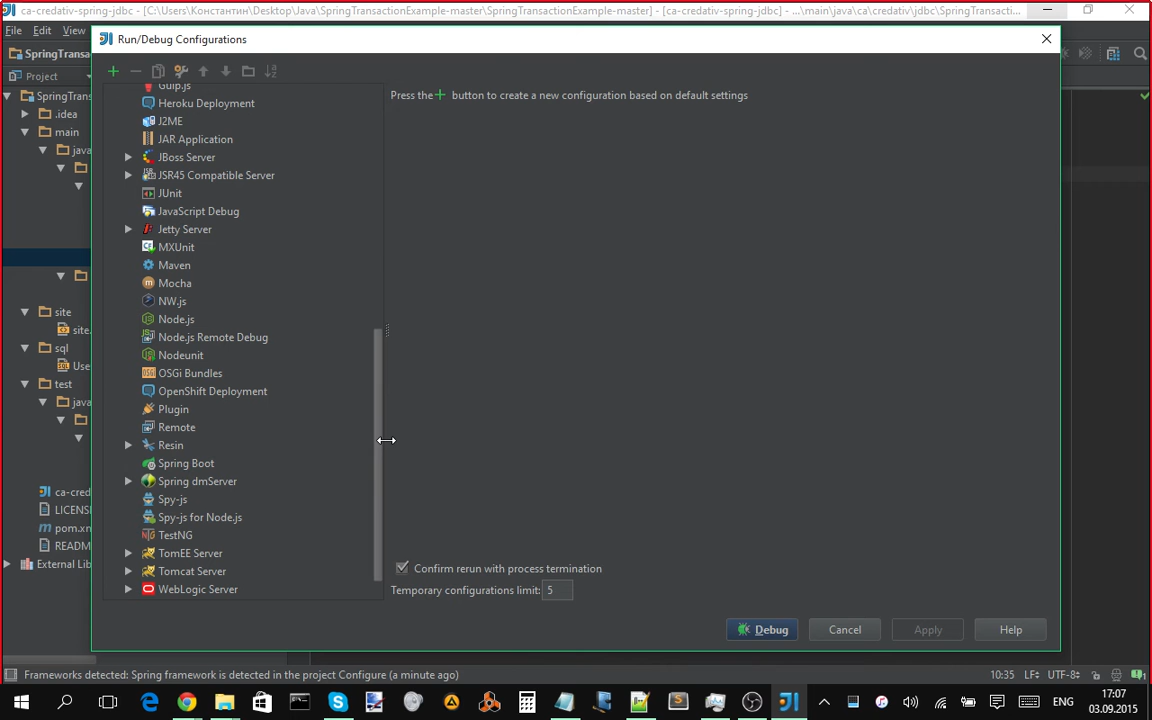 ca-credativ-spring-jdbc - [C:\Users\Константин\Desktop\Java\SpringTransactionExample-master\SpringTransactionExample-master] - [ca-credativ-spring-jdbc] - ...\main\java\ca\credativ\jdbc\SpringTransacti...
File Edit View
Run/Debug Configurations
SpringTransa
Project
SpringTrans
.idea
main
java
site
site.
sql
Use
test
java
ca-cred
LICENS
pom.xn
READM
External Lib
Gulp.js
Heroku Deployment
J2ME
JAR Application
JBoss Server
JSR45 Compatible Server
JUnit
JavaScript Debug
Jetty Server
MXUnit
Maven
Mocha
NW.js
Node.js
Node.js Remote Debug
Nodeunit
OSGi Bundles
OpenShift Deployment
Plugin
Remote
Resin
Spring Boot
Spring dmServer
Spy-js
Spy-js for Node.js
TestNG
TomEE Server
Tomcat Server
WebLogic Server
Press the + button to create a new configuration based on default settings
Confirm rerun with process termination
Temporary configurations limit: 5
Debug Cancel Apply Help
Frameworks detected: Spring framework is detected in the project Configure (a minute ago)
10:35 LF÷ UTF-8÷
ENG
17:07
03.09.2015